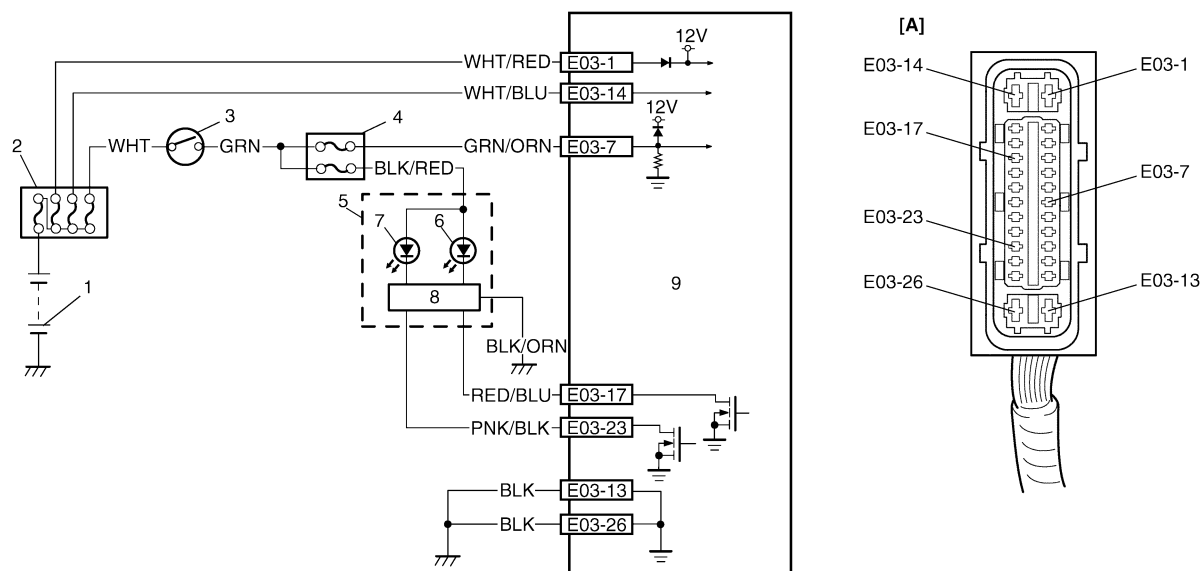 [A]
12V
WHT/RED E03-1
E03-14 E03-1
WHT/BLU E03-14
12V
3 4
E03-17
2 WHT GRN GRN/ORN E03-7
BLK/RED
E03-7
5 7 6
E03-23
1 8 9
E03-26 E03-13
BLK/ORN
RED/BLU E03-17
PNK/BLK E03-23
BLK E03-13
BLK E03-26